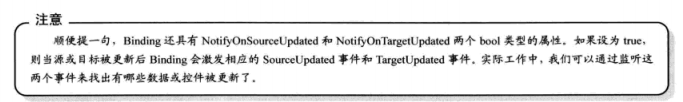 注意
顺便提一句，Binding 还具有 NotifyOnSourceUpdated 和 NotifyOnTargetUpdated 两个 bool 类型的属性。如果设为 true，
则当源或目标被更新后 Binding 会激发相应的 SourceUpdated 事件和 TargetUpdated 事件。实际工作中，我们可以通过监听这
两个事件来找出有哪些数据或控件被更新了。